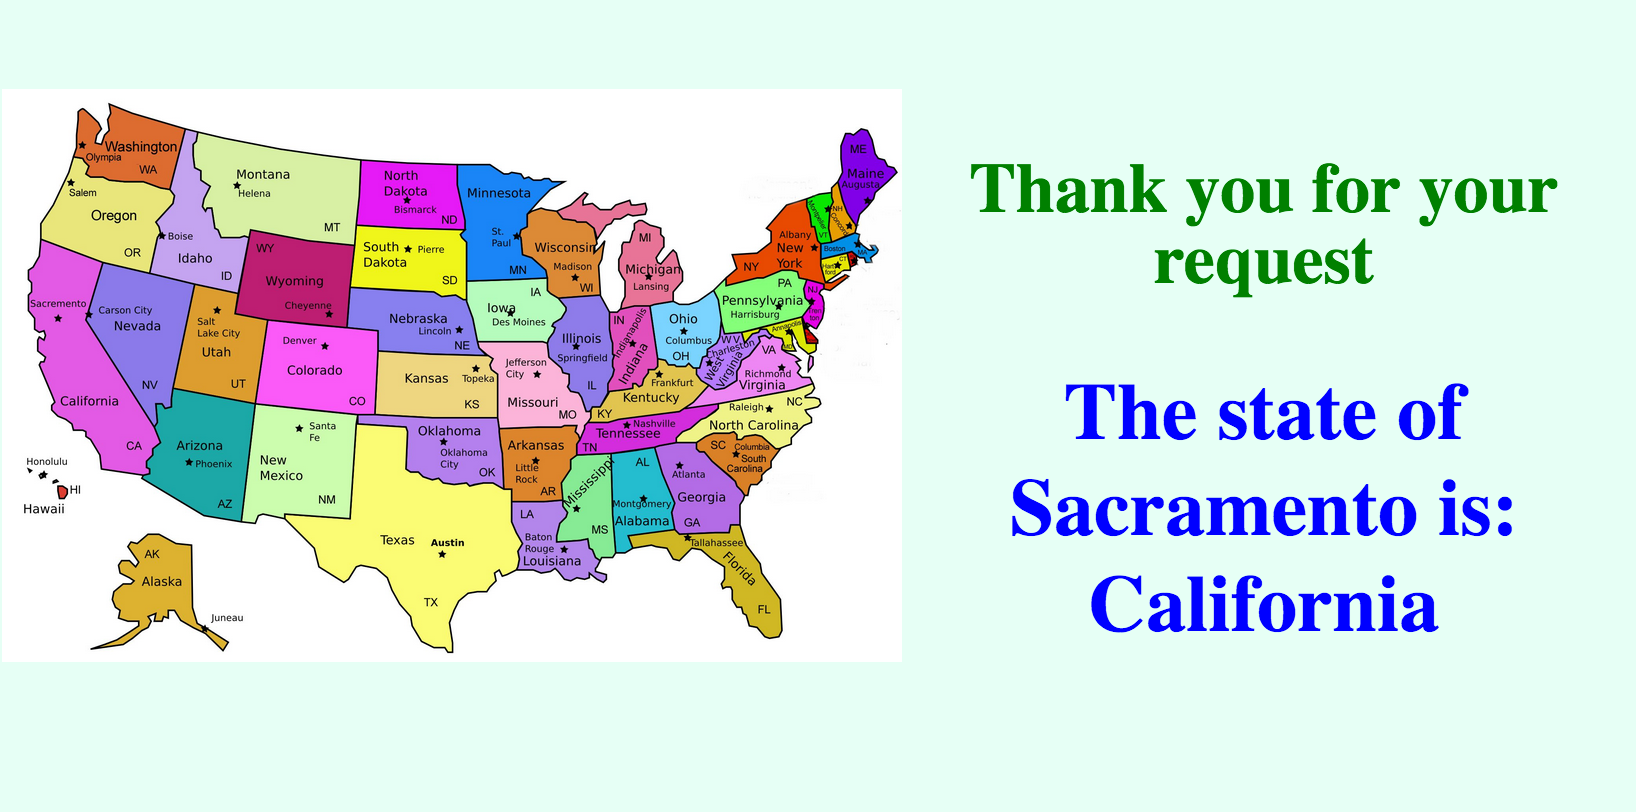 Washington
Olympia
WA
Montana
Helena
MT
North
Dakota
Bismarck
ND
Minnesota
St.
Paul
MN
ME
Maine
Augusta
Salem
Oregon
OR
Boise
Idaho
ID
WY
Wyoming
Cheyenne
South
Dakota
Pierre
SD
Wisconsin
Madison
WI
MI
Michigan
Lansing
Albany
New
York
NY
Montpelier
VT
NH
Concord
Boston
MA
CT
Hart
ford
Sacramento
California
CA
Carson City
Nevada
NV
Salt
Lake City
Utah
UT
Denver
Colorado
CO
Nebraska
Lincoln
NE
Kansas
Topeka
KS
IA
Iowa
Des Moines
Jefferson
City
Missouri
MO
Illinois
Springfield
IL
IN
Indianapolis
Indiana
Ohio
Columbus
OH
PA
Pennsylvania
Harrisburg
NJ
Tren
ton
Annapolis
MD
WV
Charleston
West
Virginia
VA
Richmond
Virginia
Frankfurt
Kentucky
KY
Nashville
Tennessee
TN
Raleigh
NC
North Carolina
SC
Columbia
South
Carolina
Arizona
Phoenix
AZ
Santa
Fe
New
Mexico
NM
Oklahoma
Oklahoma
City
OK
Arkansas
Little
Rock
AR
Mississippi
MS
AL
Montgomery
Alabama
Atlanta
Georgia
GA
Texas
Austin
TX
LA
Baton
Rouge
Louisiana
Tallahassee
Florida
FL
Honolulu
HI
Hawaii
AK
Alaska
Juneau
Thank you for your
request
The state of
Sacramento is:
California